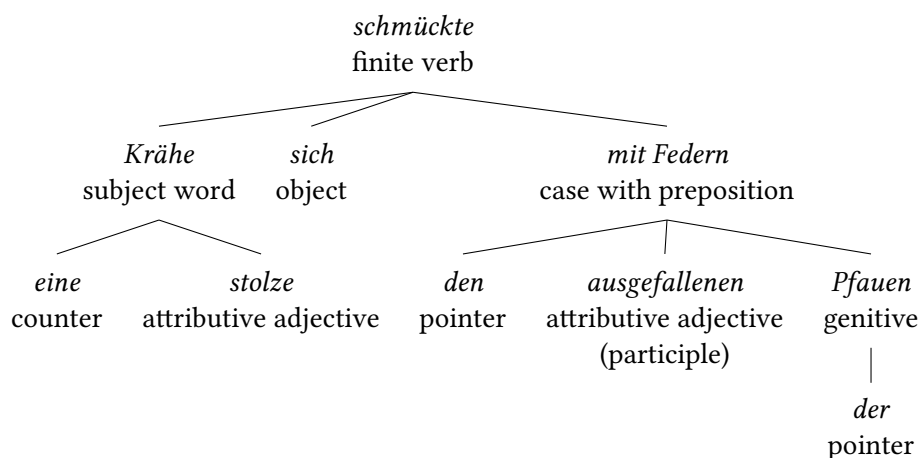 schmückte
finite verb
Krähe sich mit Federn
subject word object case with preposition
eine stolze den ausgefallenen Pfauen
counter attributive adjective pointer attributive adjective genitive
(participle)
der
pointer